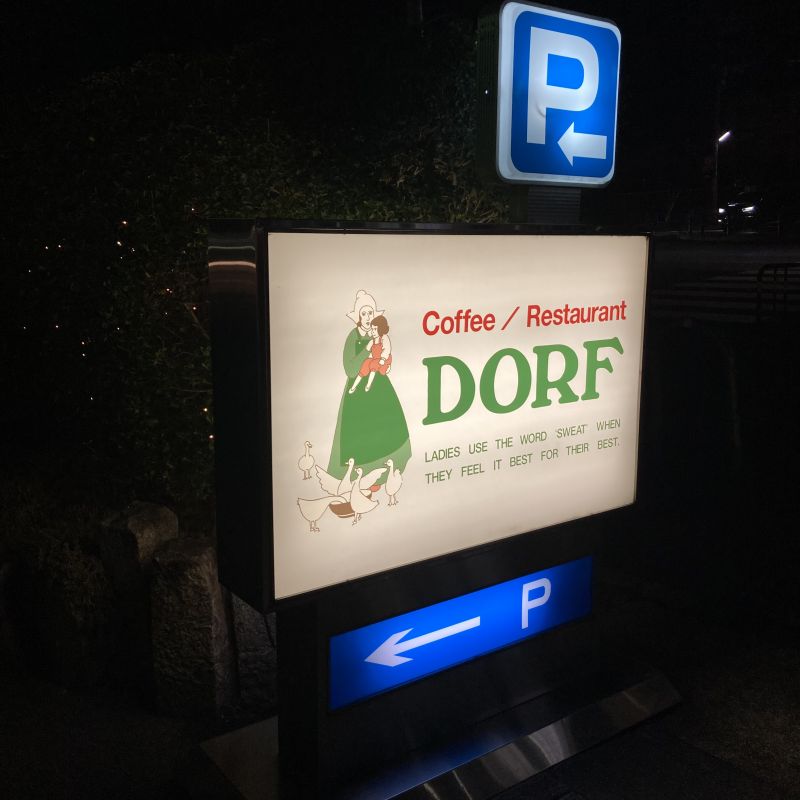 P
Coffee / Restaurant
DORF
LADIES USE THE WORD 'SWEAT' WHEN
THEY FEEL IT BEST FOR THEIR BEST.
P